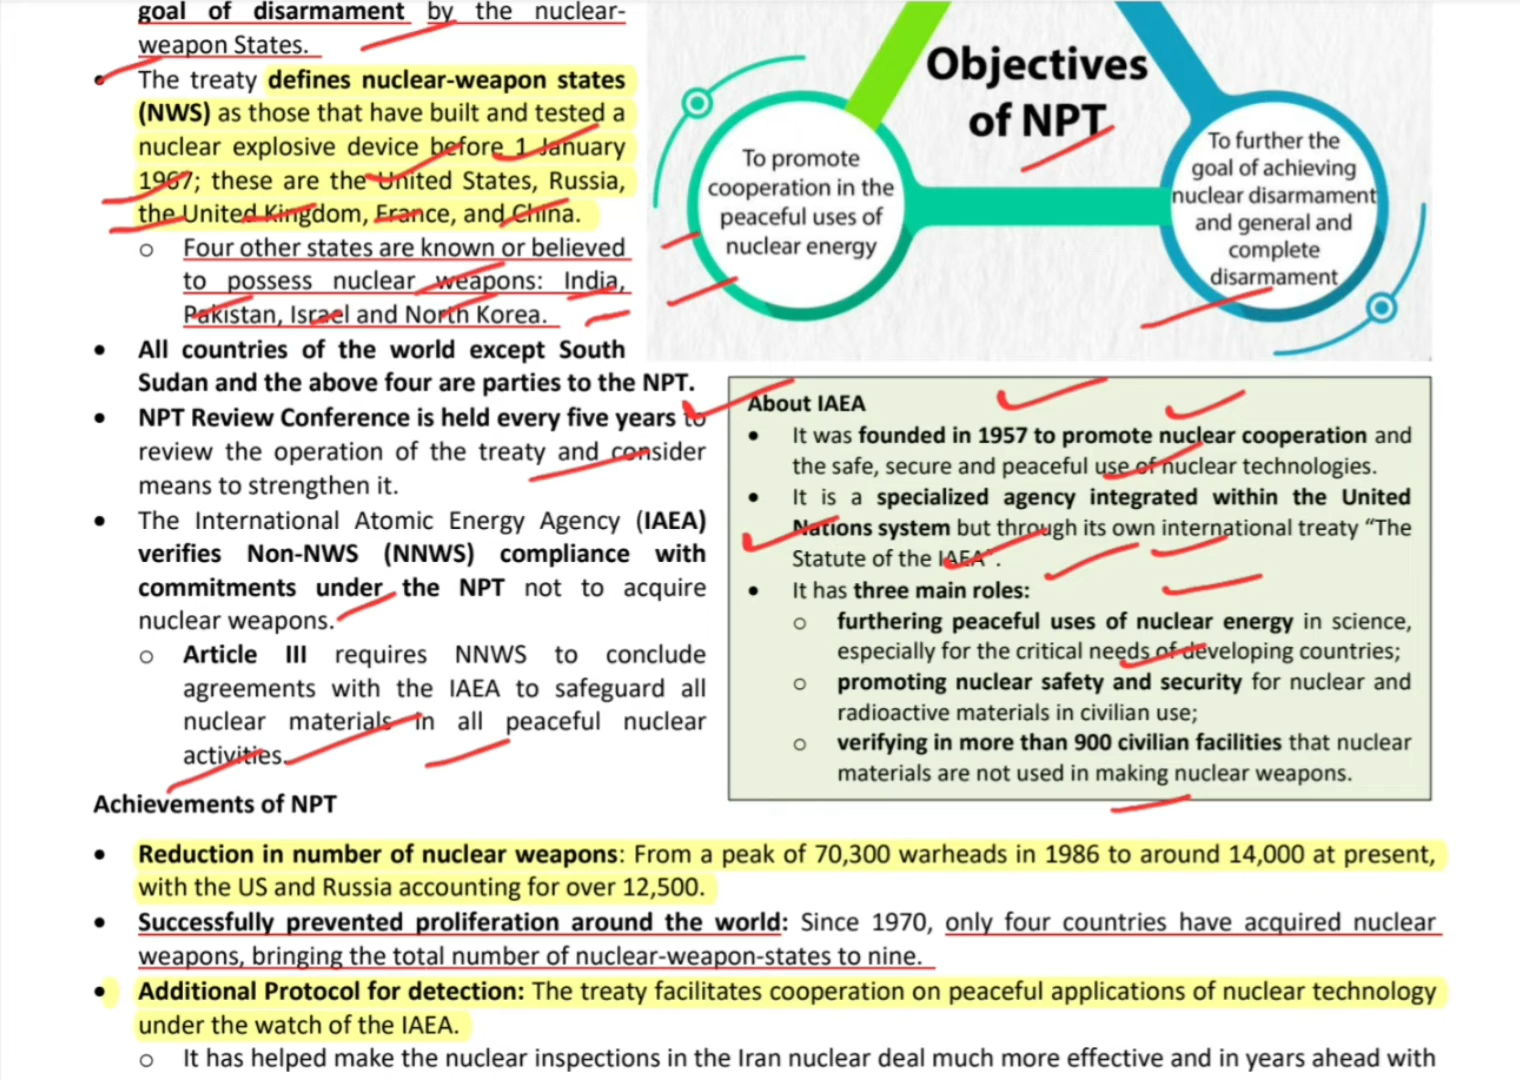 goal of disarmament by the nuclear-
weapon States.
• The treaty defines nuclear-weapon states
(NWS) as those that have built and tested a
nuclear explosive device before 1 January
1967; these are the United States, Russia,
the United Kingdom, France, and China.
o Four other states are known or believed
to possess nuclear weapons: India,
Pakistan, Israel and North Korea.
• All countries of the world except South
Sudan and the above four are parties to the NPT.
• NPT Review Conference is held every five years to
review the operation of the treaty and consider
means to strengthen it.
• The International Atomic Energy Agency (IAEA)
verifies Non-NWS (NNWS) compliance with
commitments under the NPT not to acquire
nuclear weapons.
o Article III requires NNWS to conclude
agreements with the IAEA to safeguard all
nuclear materials in all peaceful nuclear
activities.
Objectives
of NPT
To promote
cooperation in the
peaceful uses of
nuclear energy
To further the
goal of achieving
nuclear disarmament
and general and
complete
disarmament
About IAEA
• It was founded in 1957 to promote nuclear cooperation and
the safe, secure and peaceful use of nuclear technologies.
• It is a specialized agency integrated within the United
Nations system but through its own international treaty “The
Statute of the IAEA”.
• It has three main roles:
o furthering peaceful uses of nuclear energy in science,
especially for the critical needs of developing countries;
o promoting nuclear safety and security for nuclear and
radioactive materials in civilian use;
o verifying in more than 900 civilian facilities that nuclear
materials are not used in making nuclear weapons.
Achievements of NPT
• Reduction in number of nuclear weapons: From a peak of 70,300 warheads in 1986 to around 14,000 at present,
with the US and Russia accounting for over 12,500.
• Successfully prevented proliferation around the world: Since 1970, only four countries have acquired nuclear
weapons, bringing the total number of nuclear-weapon-states to nine.
• Additional Protocol for detection: The treaty facilitates cooperation on peaceful applications of nuclear technology
under the watch of the IAEA.
o It has helped make the nuclear inspections in the Iran nuclear deal much more effective and in years ahead with